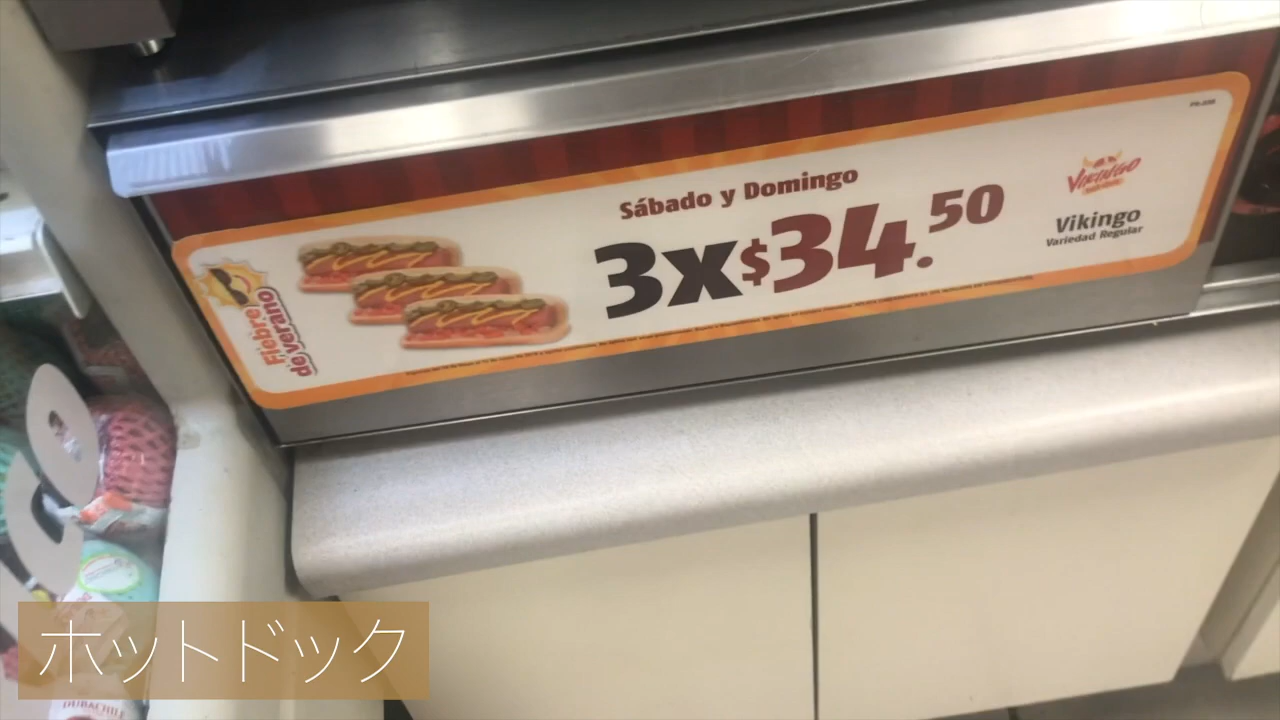 Sábado y Domingo
3x$34.50
VIKINGO
Vikingo
Variedad Regular
Fiebre
de verano
ホットドック